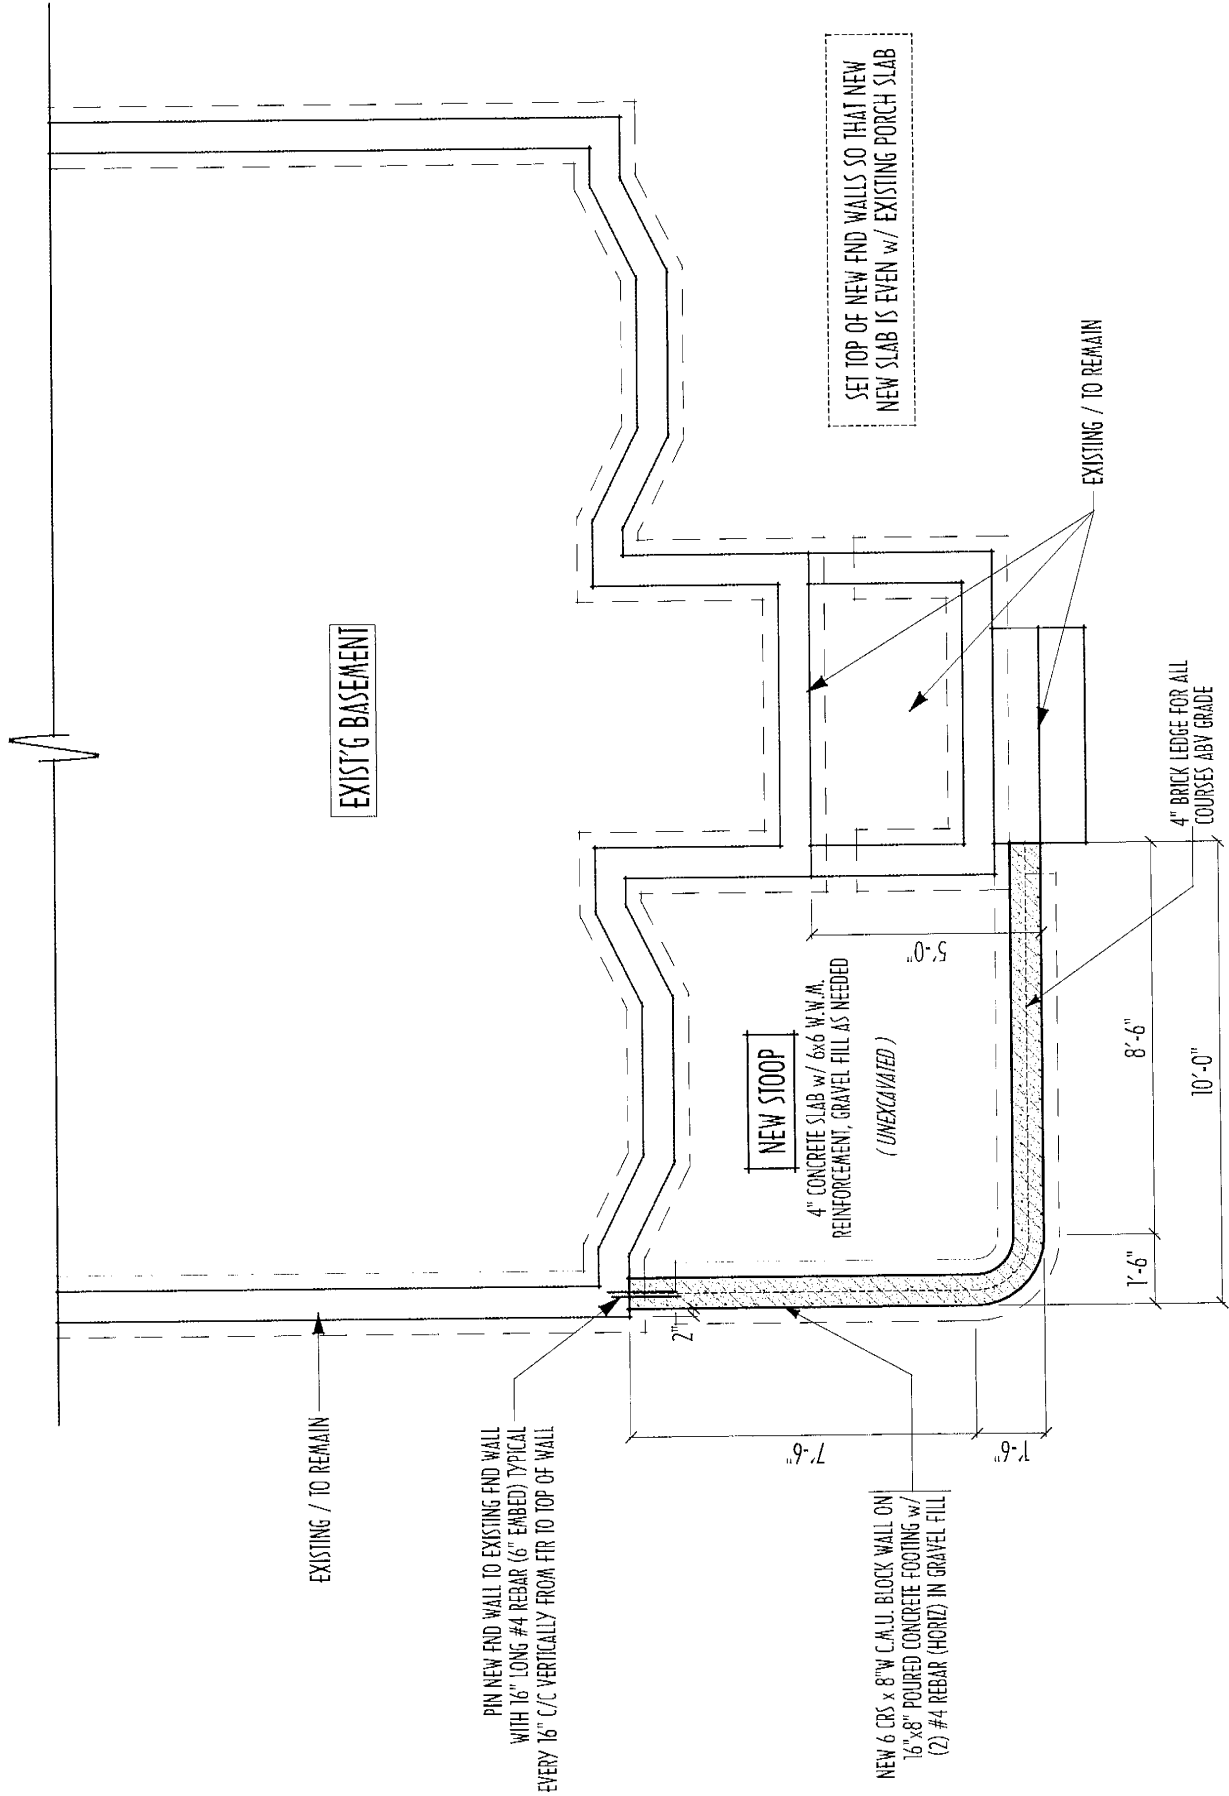 EXISTING / TO REMAIN
PIN NEW FND WALL TO EXISTING FND WALL
WITH 16" LONG #4 REBAR (6" EMBED) TYPICAL
EVERY 16" C/C VERTICALLY FROM FTR TO TOP OF WALL
NEW 6 CRS x 8"W C.M.U. BLOCK WALL ON
16"x8" POURED CONCRETE FOOTING w/
(2) #4 REBAR (HORIZ) IN GRAVEL FILL
2"
7'-6"
1'-6"
EXIST'G BASEMENT
NEW STOOP
4" CONCRETE SLAB w/ 6x6 W.W.M.
REINFORCEMENT, GRAVEL FILL AS NEEDED
( UNEXCAVATED )
5'-0"
1'-6"
8'-6"
10'-0"
4" BRICK LEDGE FOR ALL
COURSES ABV GRADE
EXISTING / TO REMAIN
SET TOP OF NEW FND WALLS SO THAT NEW
NEW SLAB IS EVEN w/ EXISTING PORCH SLAB